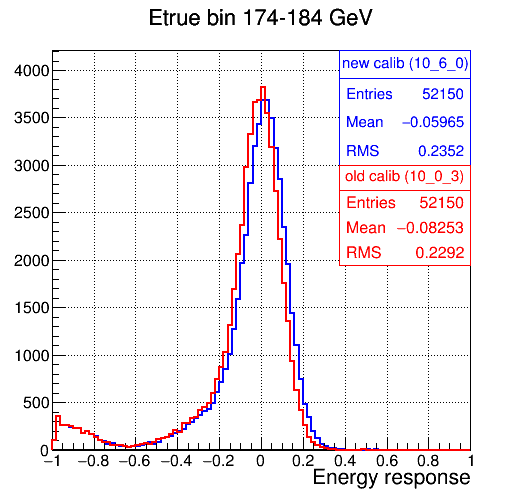 Etrue bin 174-184 GeV
new calib (10_6_0)
Entries 52150
Mean −0.05965
RMS 0.2352
old calib (10_0_3)
Entries 52150
Mean −0.08253
RMS 0.2292
4000
3500
3000
2500
2000
1500
1000
500
0
−1 −0.8 −0.6 −0.4 −0.2 0 0.2 0.4 0.6 0.8 1
Energy response